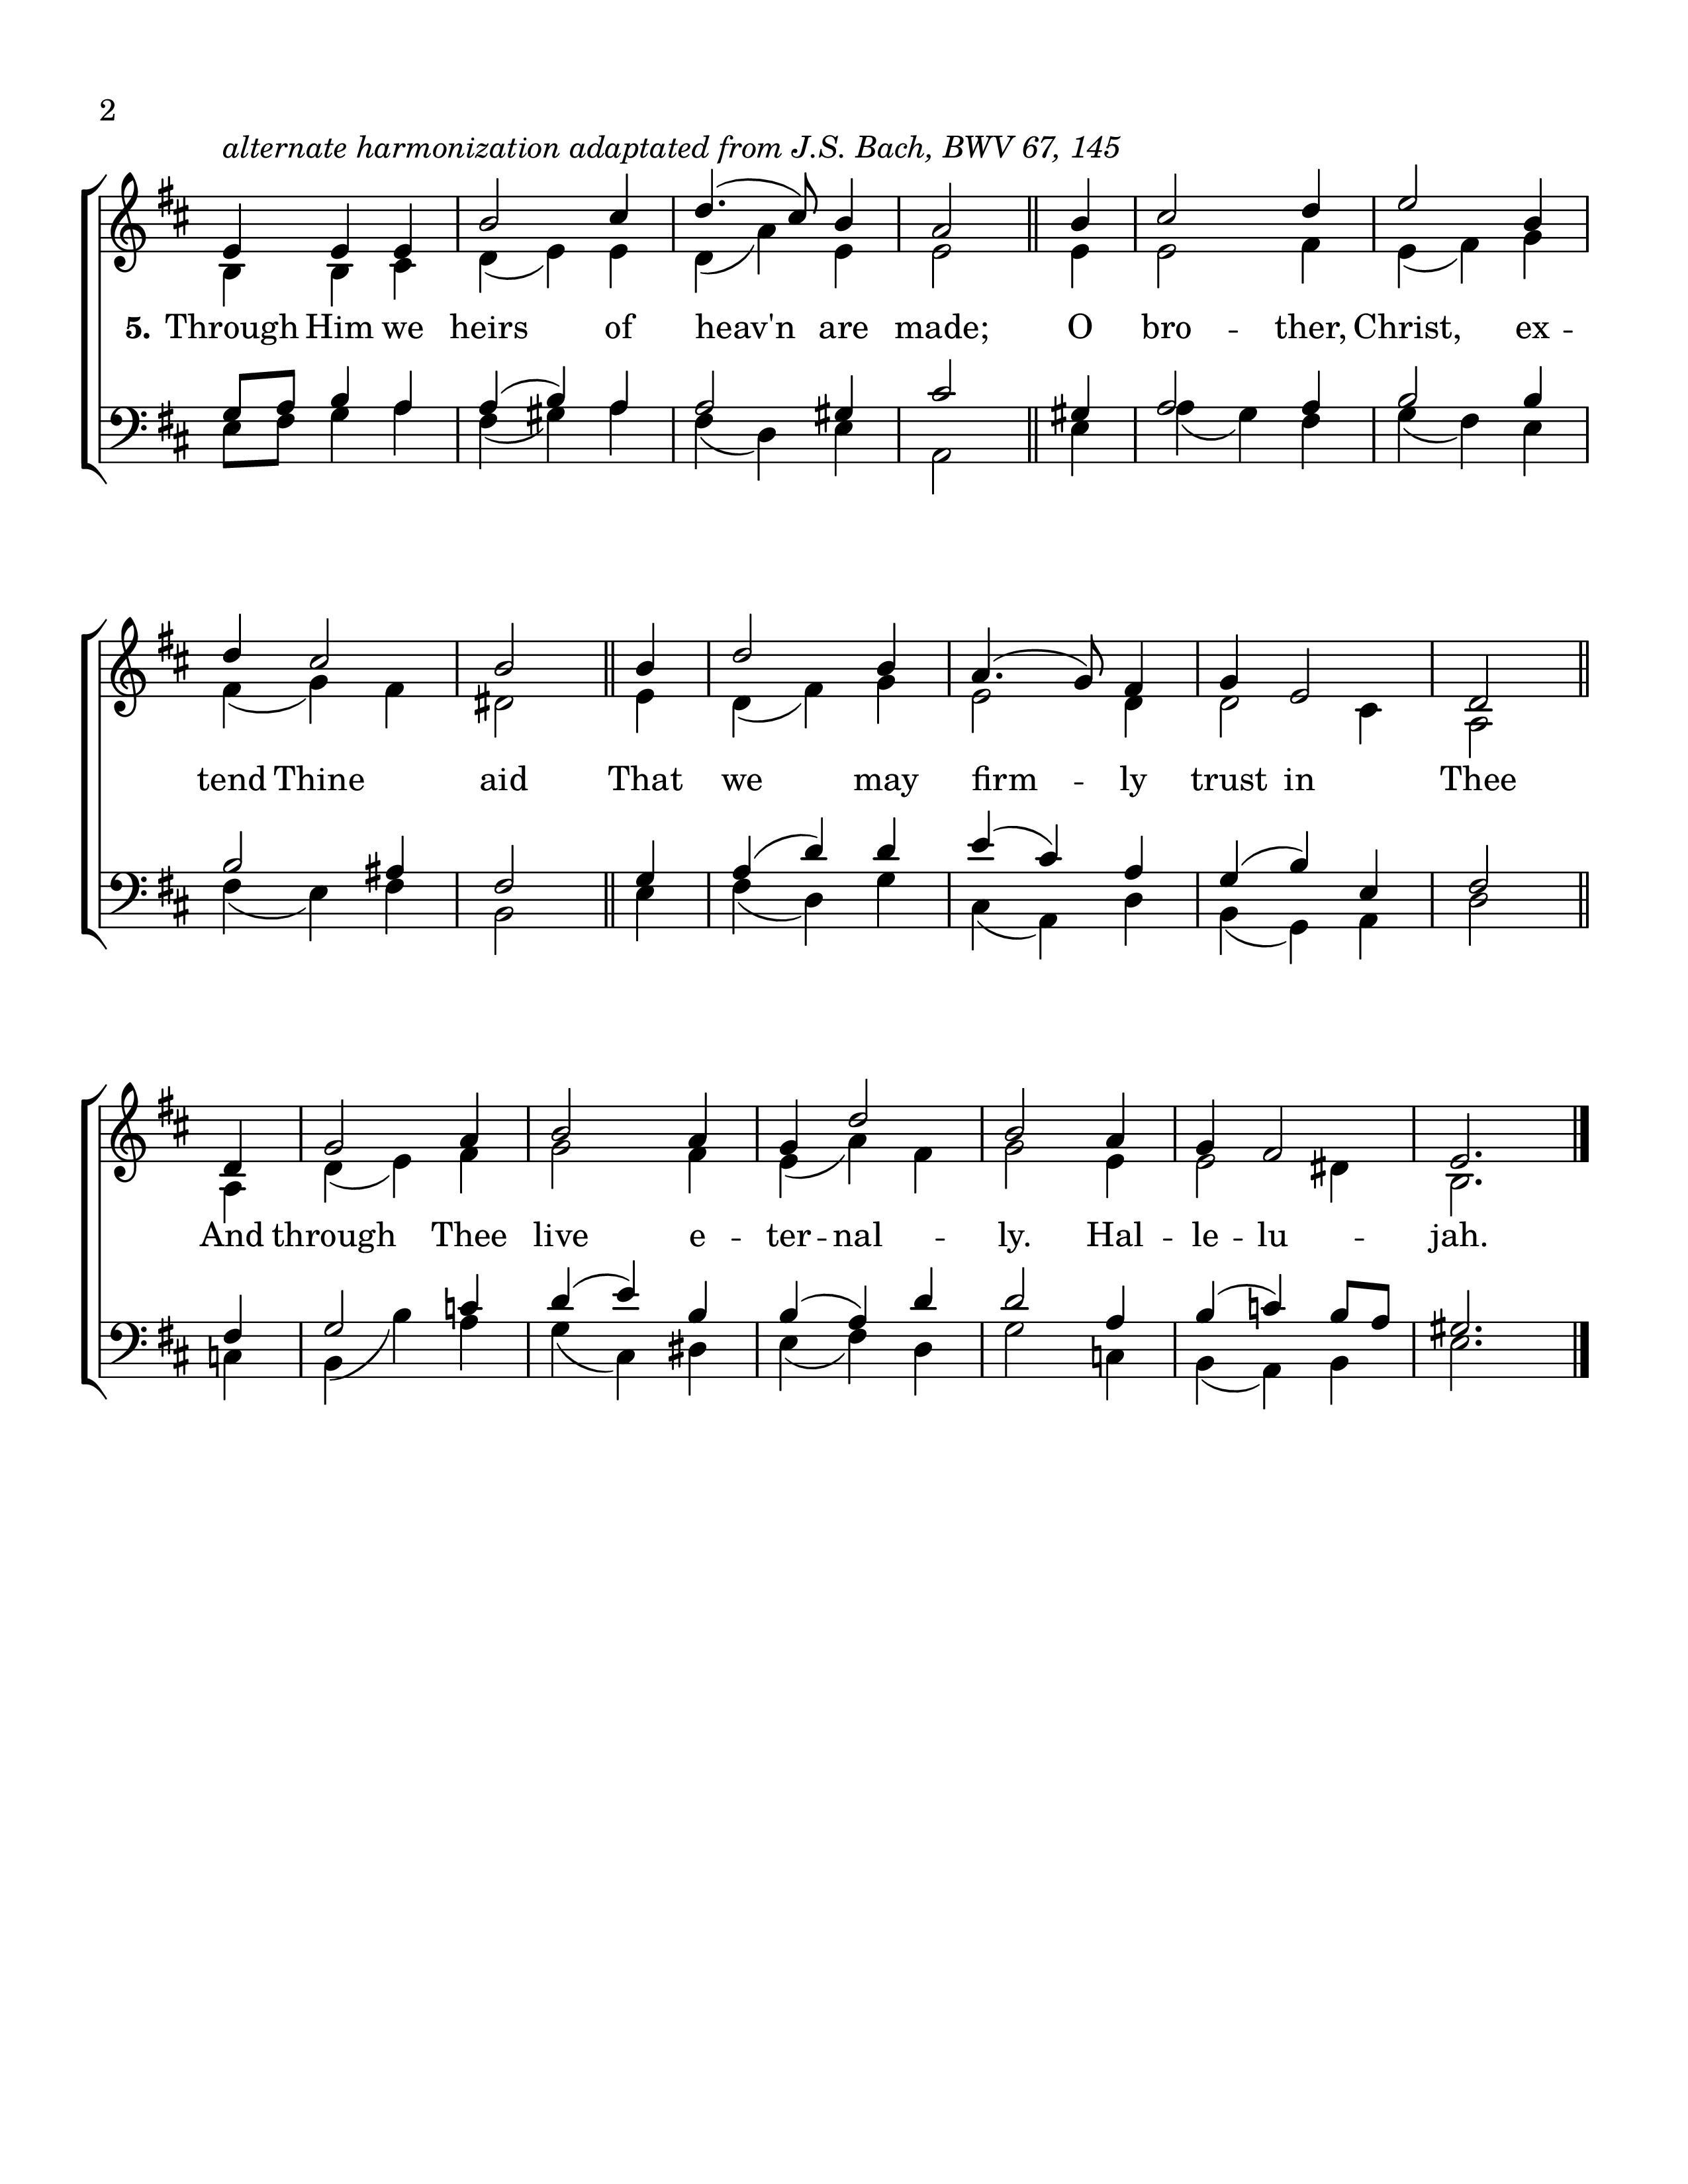 2
alternate harmonization adaptated from J.S. Bach, BWV 67, 145
5. Through Him we heirs of heav'n are made; O bro - ther, Christ, ex -
tend Thine aid That we may firm - ly trust in Thee
And through Thee live e - ter - nal - ly. Hal - le - lu - jah.